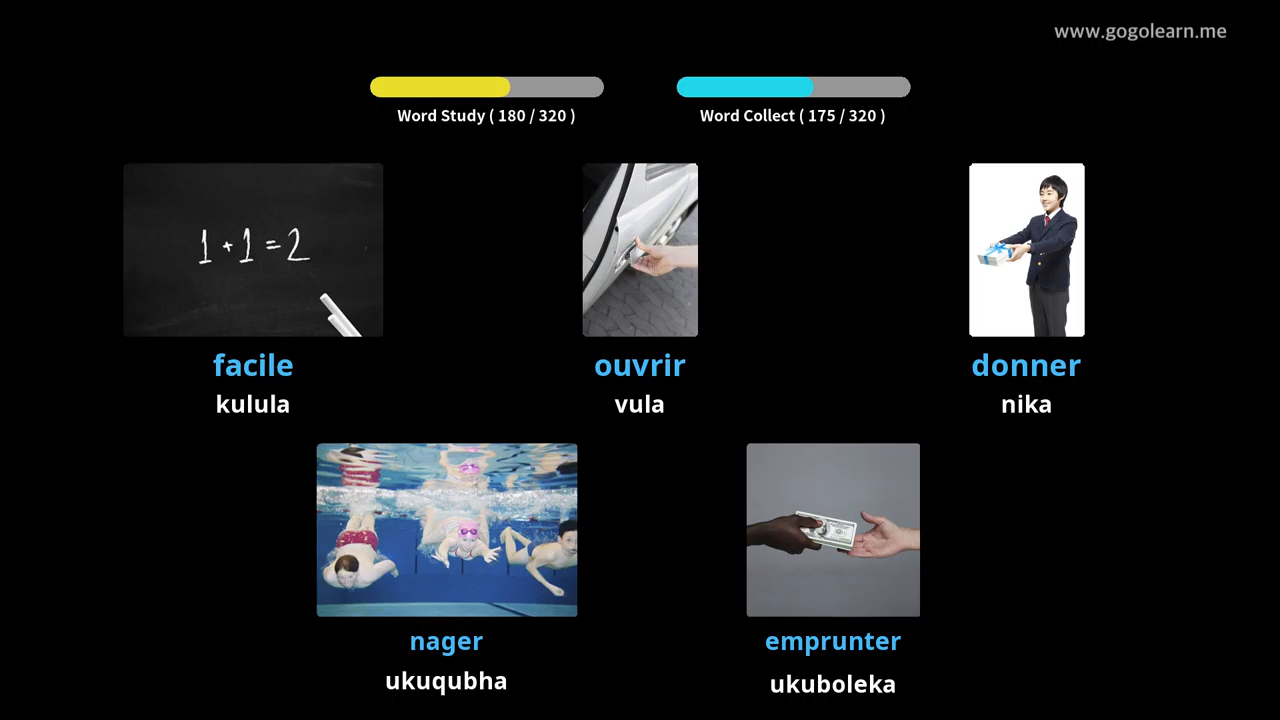 www.gogolearn.me
Word Study ( 180 / 320 )
Word Collect ( 175 / 320 )
1 + 1 = 2
facile
kulula
ouvrir
vula
donner
nika
nager
ukuqubha
emprunter
ukuboleka